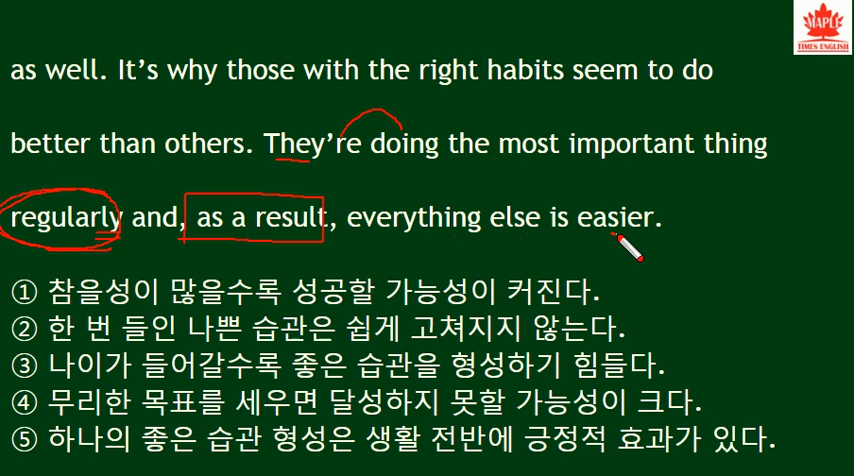 MAPLE
TIMES ENGLISH
as well. It's why those with the right habits seem to do
better than others. They're doing the most important thing
regularly and, as a result, everything else is easier.
① 참을성이 많을수록 성공할 가능성이 커진다.
② 한 번 들인 나쁜 습관은 쉽게 고쳐지지 않는다.
③ 나이가 들어갈수록 좋은 습관을 형성하기 힘들다.
④ 무리한 목표를 세우면 달성하지 못할 가능성이 크다.
⑤ 하나의 좋은 습관 형성은 생활 전반에 긍정적 효과가 있다.